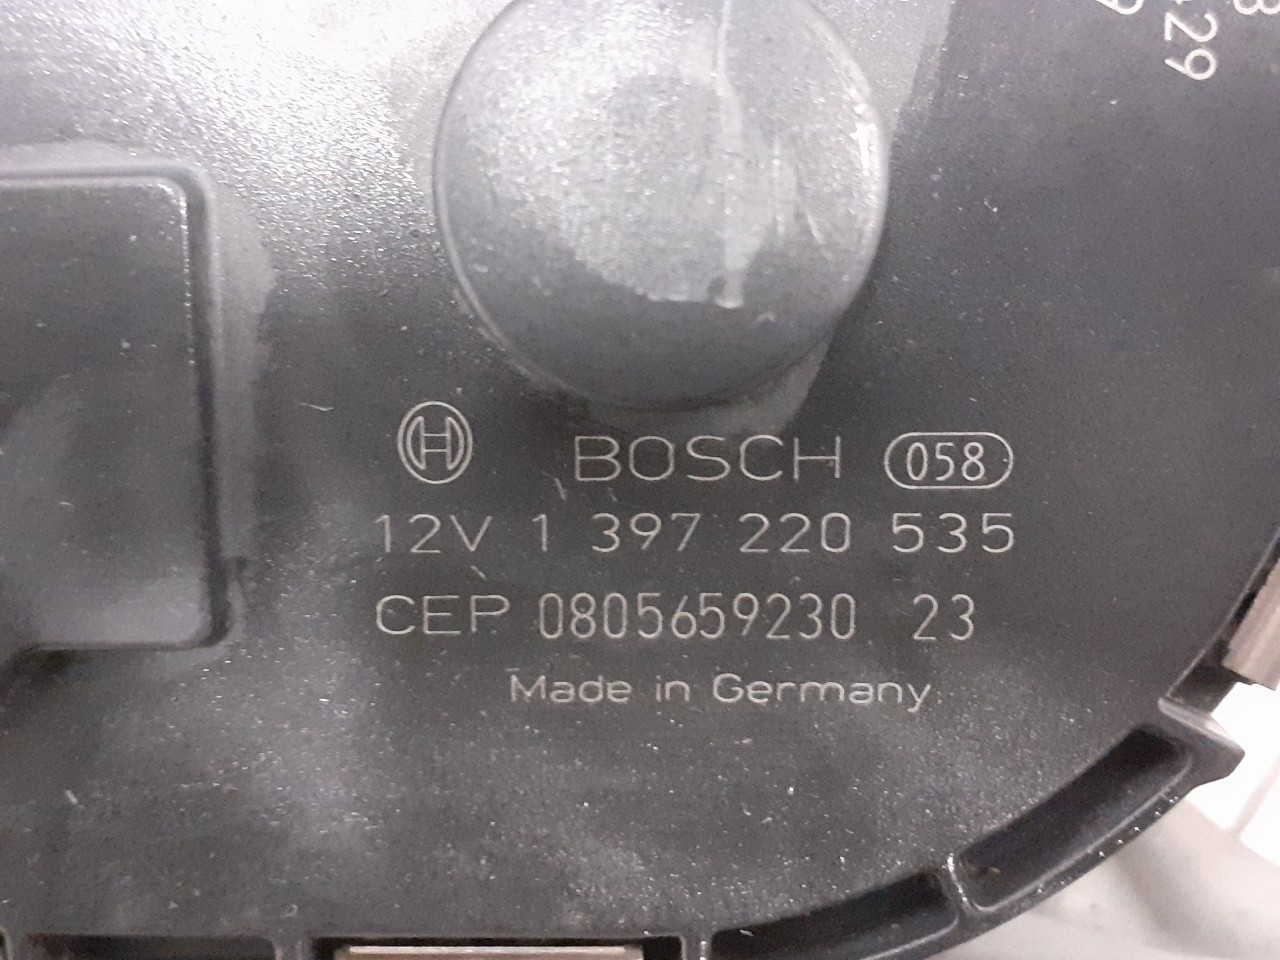 BOSCH 058
12V 1 397 220 535
CEP 0805659230 23
Made in Germany